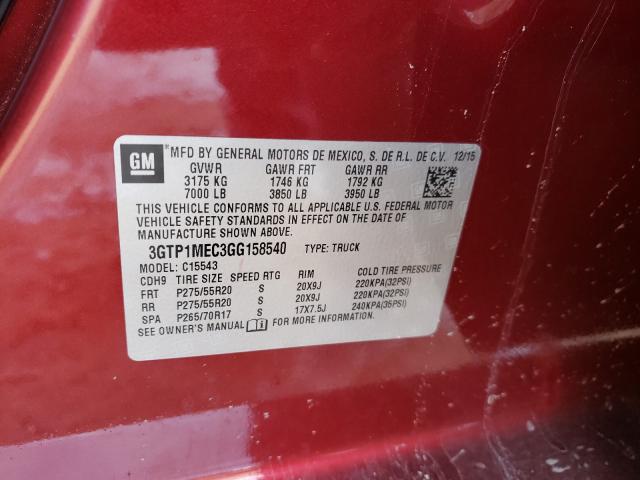 GM ® MFD BY GENERAL MOTORS DE MEXICO, S. DE R.L. DE C.V. 12/15
GVWR GAWR FRT GAWR RR
3175 KG 1746 KG 1792 KG
7000 LB 3850 LB 3950 LB
THIS VEHICLE CONFORMS TO ALL APPLICABLE U.S. FEDERAL MOTOR
VEHICLE SAFETY STANDARDS IN EFFECT ON THE DATE OF
MANUFACTURE SHOWN ABOVE.
3GTP1MEC3GG158540 TYPE: TRUCK
MODEL: C15543
CDH9 TIRE SIZE SPEED RTG RIM COLD TIRE PRESSURE
FRT P275/55R20 S 20X9J 220KPA(32PSI)
RR P275/55R20 S 20X9J 220KPA(32PSI)
SPA P265/70R17 S 17X7.5J 240KPA(35PSI)
SEE OWNER'S MANUAL FOR MORE INFORMATION.